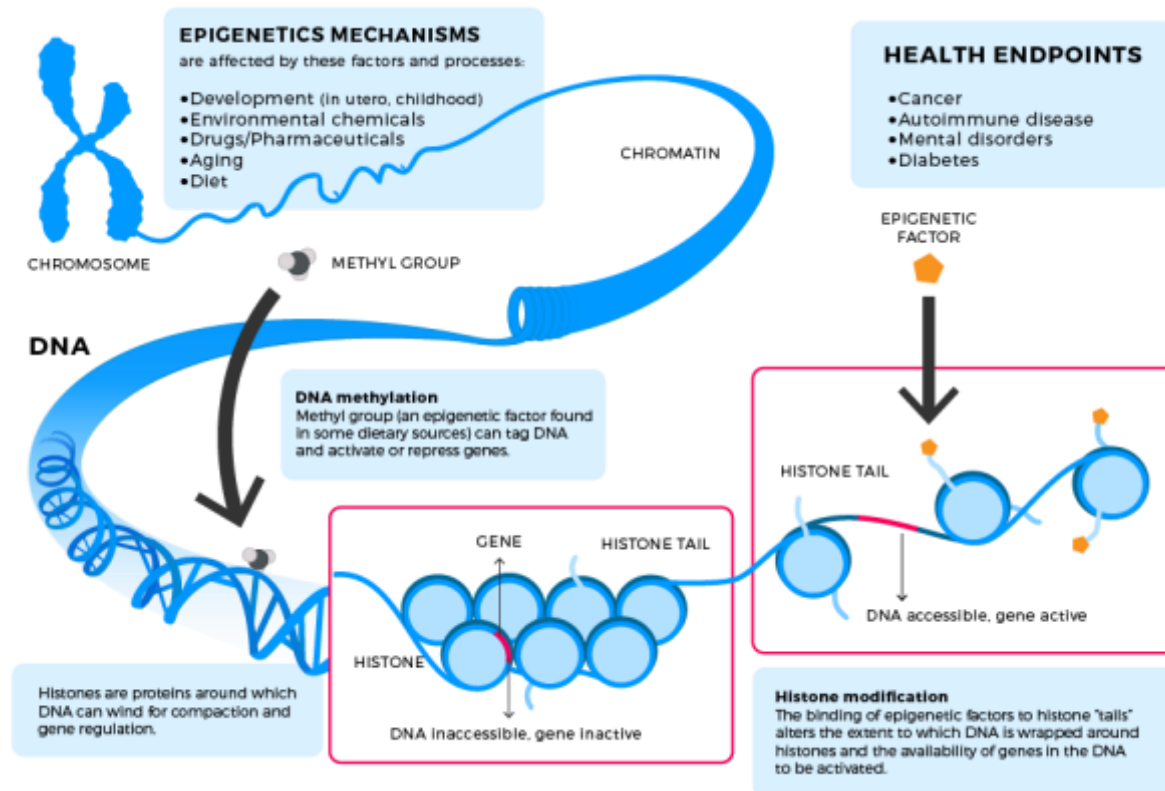 EPIGENETICS MECHANISMS
are affected by these factors and processes:
•Development (in utero, childhood)
•Environmental chemicals
•Drugs/Pharmaceuticals
•Aging
•Diet
HEALTH ENDPOINTS
•Cancer
•Autoimmune disease
•Mental disorders
•Diabetes
CHROMATIN
EPIGENETIC
FACTOR
CHROMOSOME
METHYL GROUP
DNA
DNA methylation
Methyl group (an epigenetic factor found
in some dietary sources) can tag DNA
and activate or repress genes.
HISTONE TAIL
GENE
HISTONE TAIL
DNA accessible, gene active
HISTONE
DNA inaccessible, gene inactive
Histones are proteins around which
DNA can wind for compaction and
gene regulation.
Histone modification
The binding of epigenetic factors to histone "tails"
alters the extent to which DNA is wrapped around
histones and the availability of genes in the DNA
to be activated.